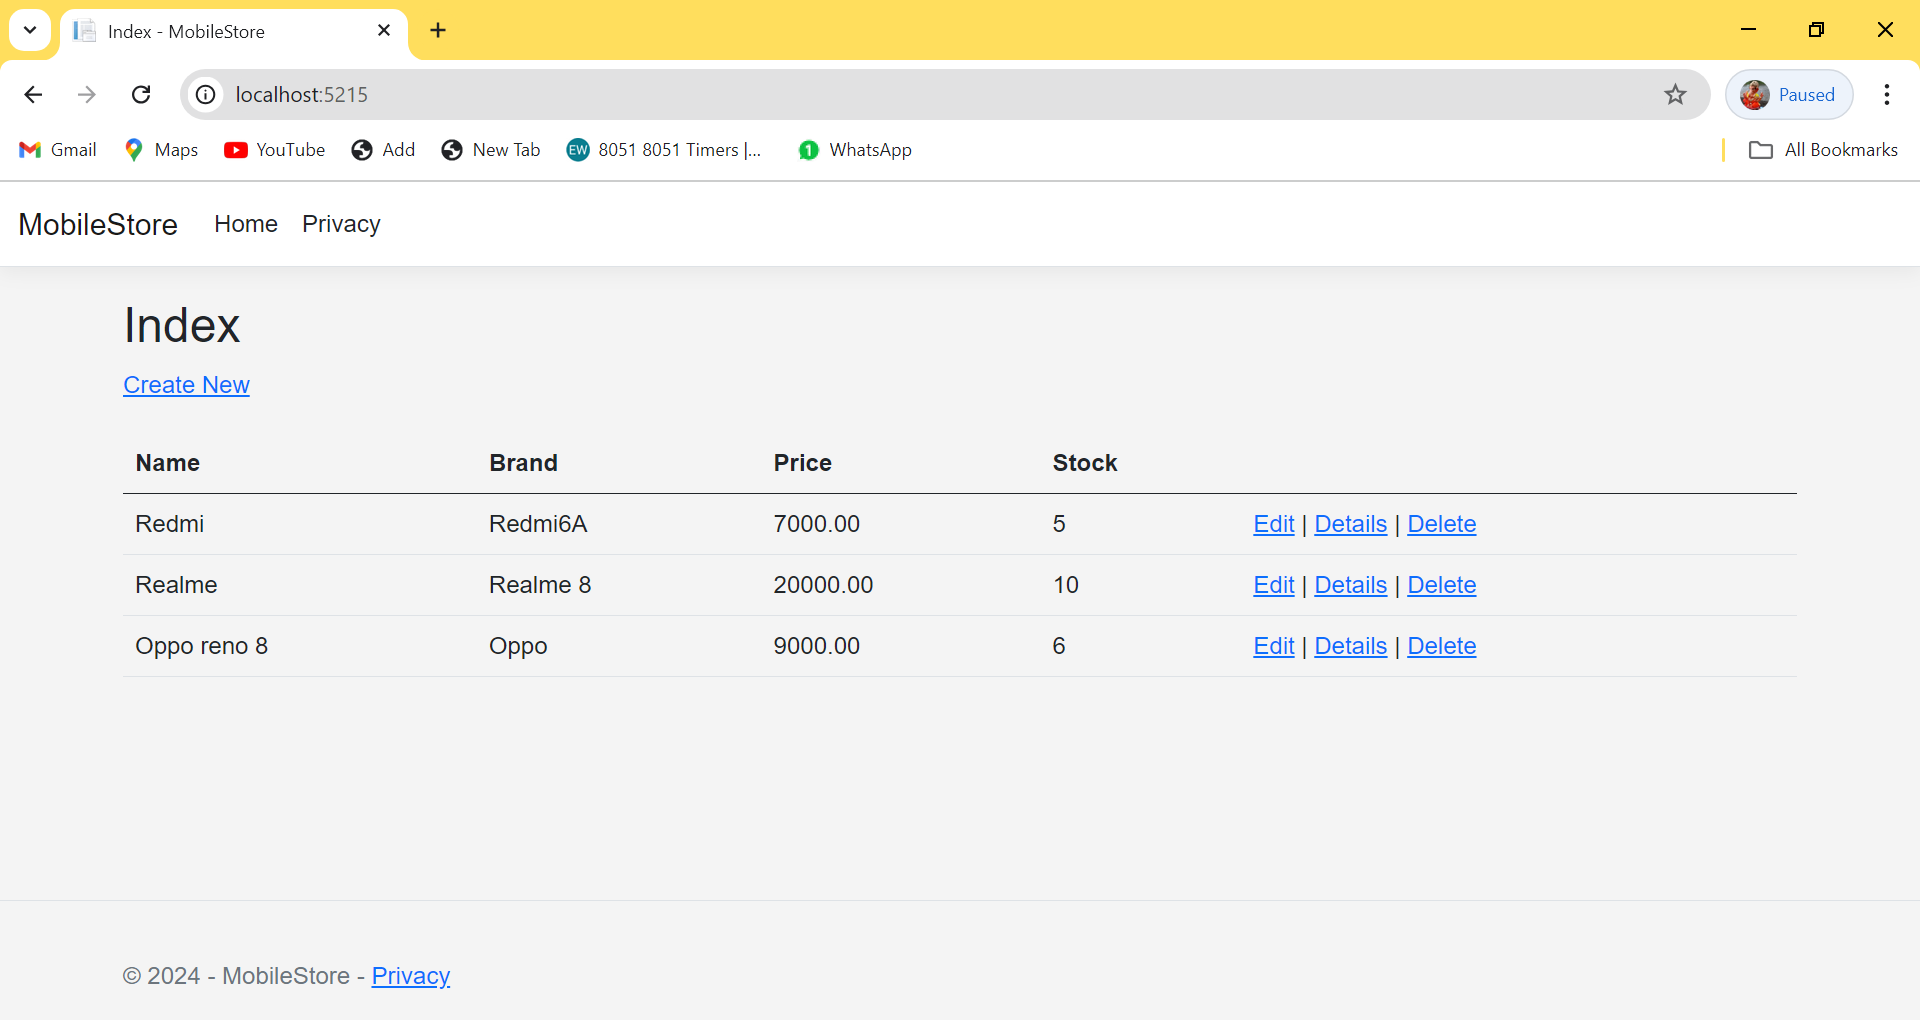 Index - MobileStore
localhost:5215
Paused
Gmail Maps YouTube Add New Tab EW 8051 8051 Timers |... 1 WhatsApp All Bookmarks
MobileStore Home Privacy
Index
Create New
Name Brand Price Stock
Redmi Redmi6A 7000.00 5 Edit | Details | Delete
Realme Realme 8 20000.00 10 Edit | Details | Delete
Oppo reno 8 Oppo 9000.00 6 Edit | Details | Delete
© 2024 - MobileStore - Privacy